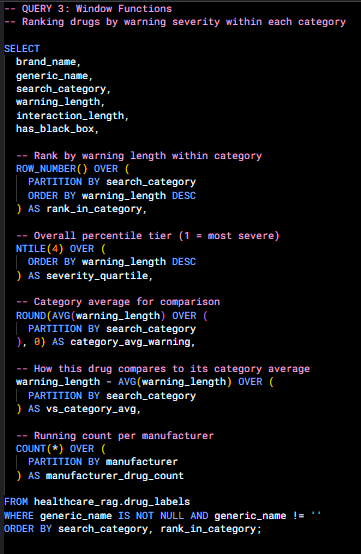 -- QUERY 3: Window Functions
-- Ranking drugs by warning severity within each category

SELECT
  brand_name,
  generic_name,
  search_category,
  warning_length,
  interaction_length,
  has_black_box,

  -- Rank by warning length within category
  ROW_NUMBER() OVER (
    PARTITION BY search_category
    ORDER BY warning_length DESC
  ) AS rank_in_category,

  -- Overall percentile tier (1 = most severe)
  NTILE(4) OVER (
    ORDER BY warning_length DESC
  ) AS severity_quartile,

  -- Category average for comparison
  ROUND(AVG(warning_length) OVER (
    PARTITION BY search_category
  ), 0) AS category_avg_warning,

  -- How this drug compares to its category average
  warning_length - AVG(warning_length) OVER (
    PARTITION BY search_category
  ) AS vs_category_avg,

  -- Running count per manufacturer
  COUNT(*) OVER (
    PARTITION BY manufacturer
  ) AS manufacturer_drug_count

FROM healthcare_rag.drug_labels
WHERE generic_name IS NOT NULL AND generic_name != ''
ORDER BY search_category, rank_in_category;